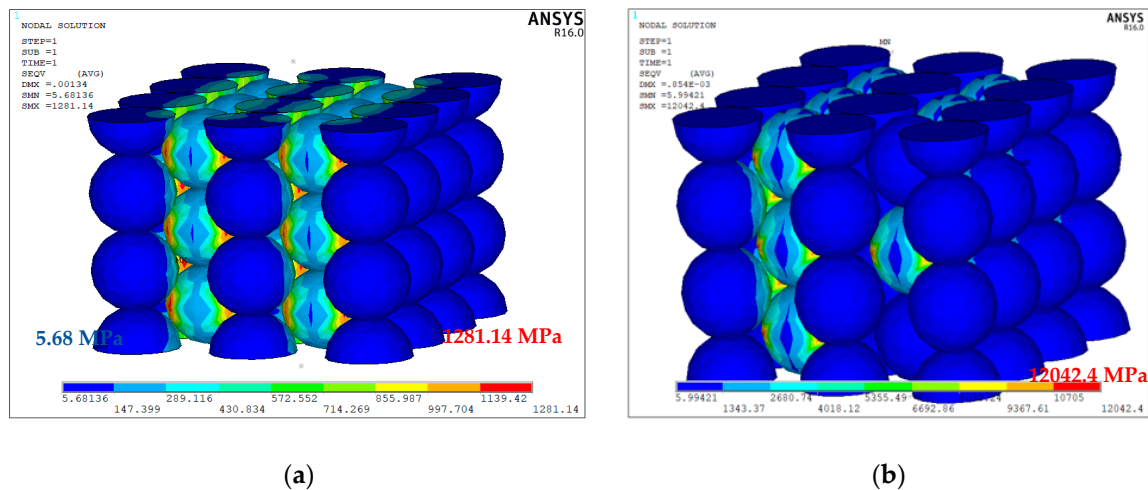 1
NODAL SOLUTION
STEP=1
SUB =1
TIME=1
SEQV (AVG)
DMX =.00134
SMN =5.68136
SMX =1281.14
ANSYS
R16.0
MX
5.68 MPa
1281.14 MPa
5.68136 289.116 572.552 855.987 1139.42
147.399 430.834 714.269 997.704 1281.14
(a)
1
NODAL SOLUTION
STEP=1
SUB =1
TIME=1
SEQV (AVG)
DMX =.854E-03
SMN =5.99421
SMX =12042.4
ANSYS
R16.0
MN
12042.4 MPa
5.99421 2680.74 5355.49 10705
1343.37 4018.12 6692.86 9367.61 12042.4
(b)